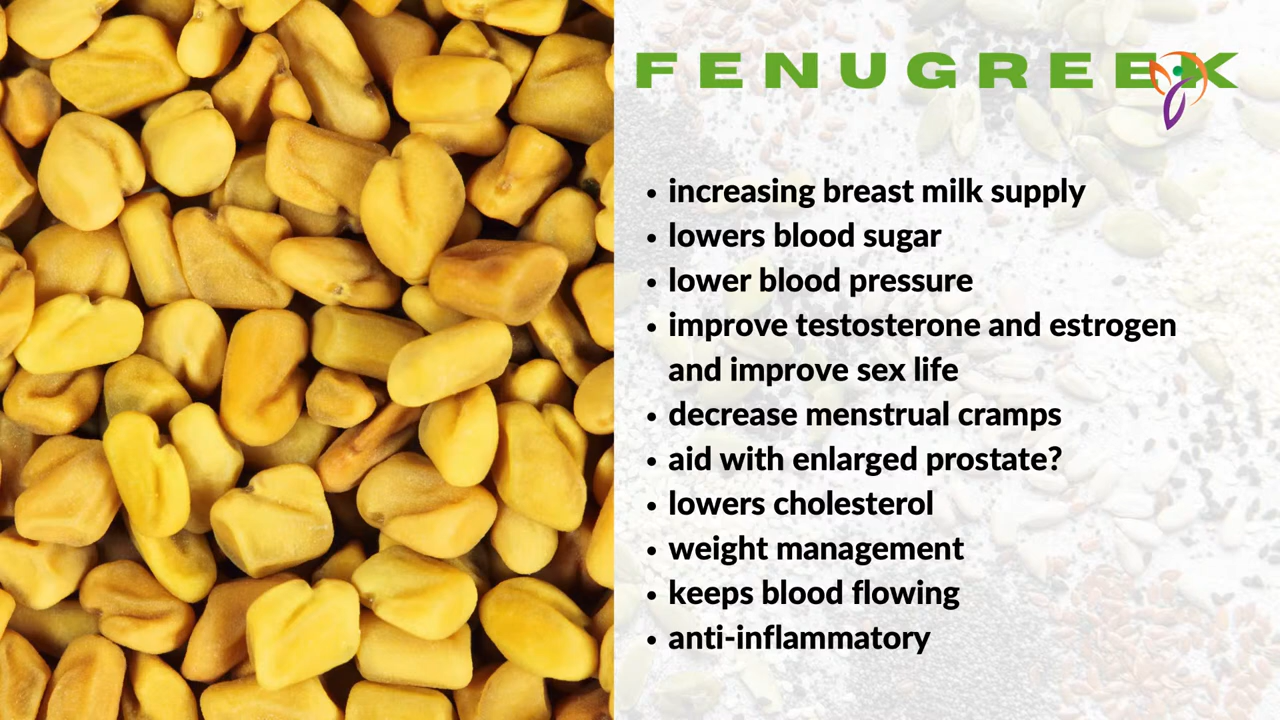 FENUGREEK
• increasing breast milk supply
• lowers blood sugar
• lower blood pressure
• improve testosterone and estrogen
and improve sex life
• decrease menstrual cramps
• aid with enlarged prostate?
• lowers cholesterol
• weight management
• keeps blood flowing
• anti-inflammatory